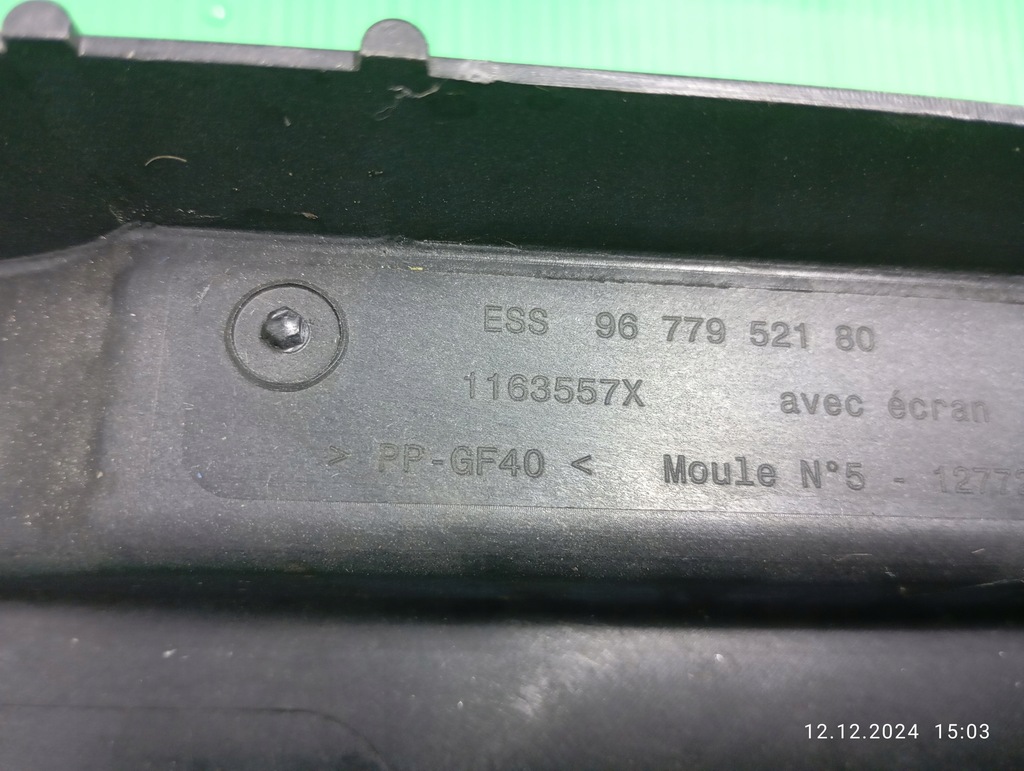 ESS 96 779 521 80
1163557X avec écran
> PP-GF40 < Moule N°5 -
12.12.2024 15:03